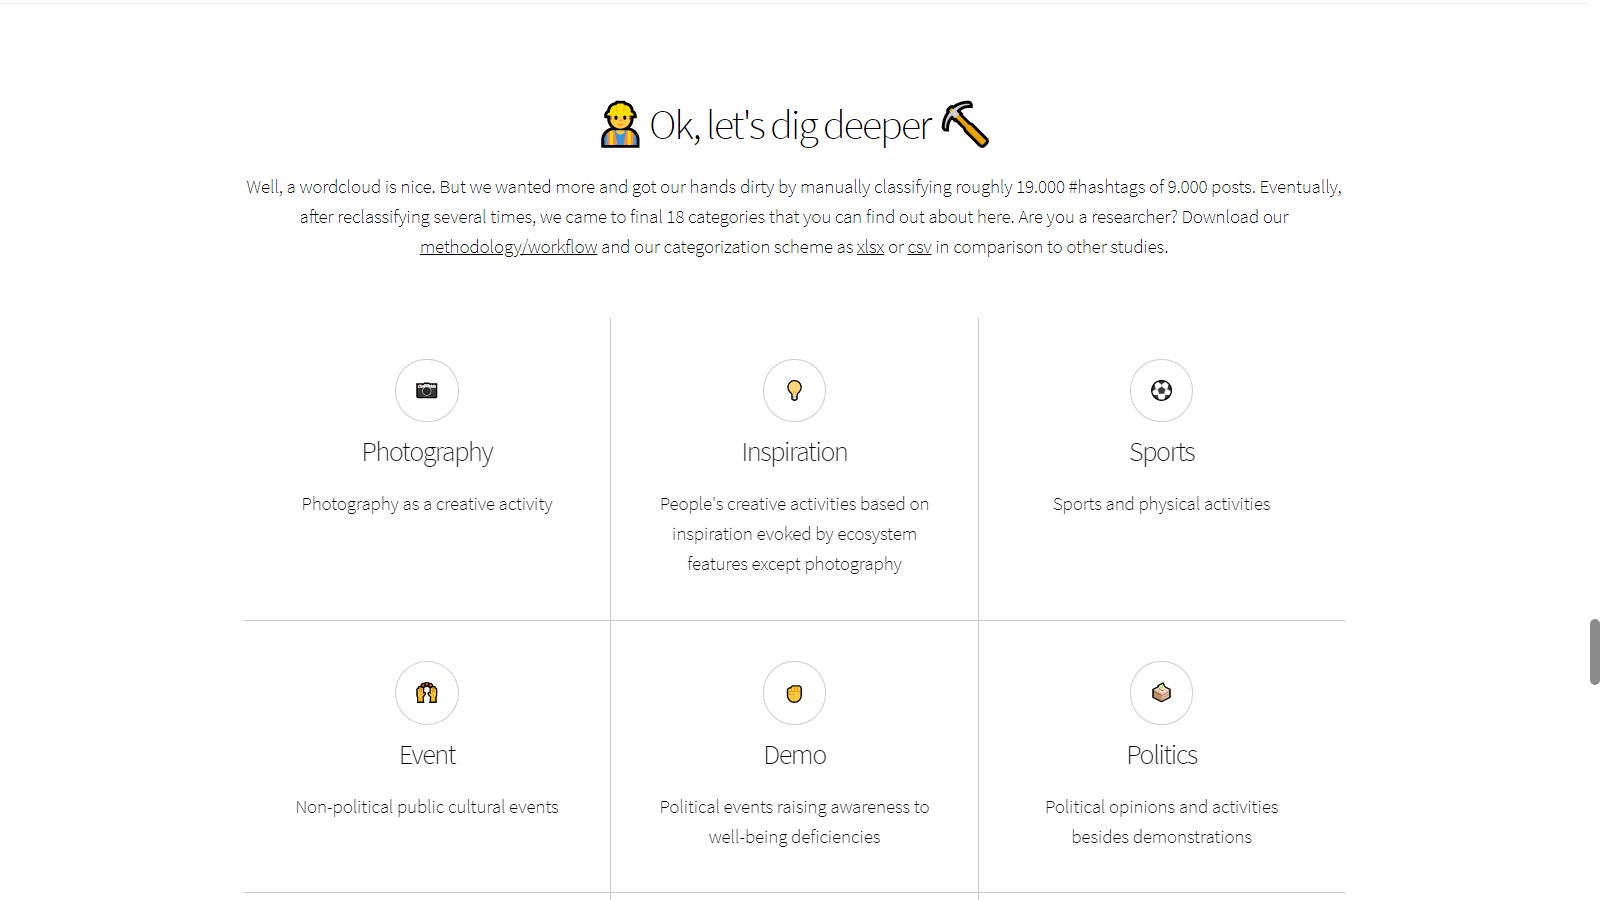 Ok, let's dig deeper
Well, a wordcloud is nice. But we wanted more and got our hands dirty by manually classifying roughly 19.000 #hashtags of 9.000 posts. Eventually,
after reclassifying several times, we came to final 18 categories that you can find out about here. Are you a researcher? Download our
methodology/workflow and our categorization scheme as xlsx or csv in comparison to other studies.
Photography
Photography as a creative activity
Inspiration
People's creative activities based on
inspiration evoked by ecosystem
features except photography
Sports
Sports and physical activities
Event
Non-political public cultural events
Demo
Political events raising awareness to
well-being deficiencies
Politics
Political opinions and activities
besides demonstrations